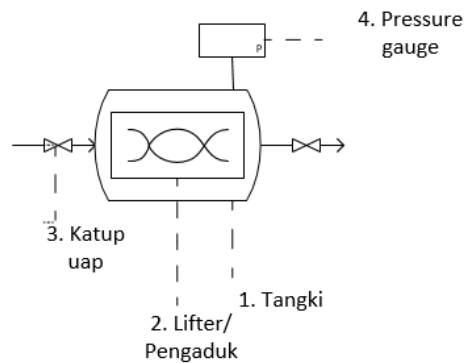 4. Pressure
gauge
P
3. Katup
uap
1. Tangki
2. Lifter/
Pengaduk